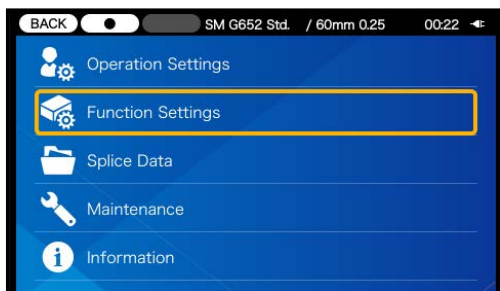 BACK SM G652 Std. / 60mm 0.25 00:22
Operation Settings
Function Settings
Splice Data
Maintenance
Information